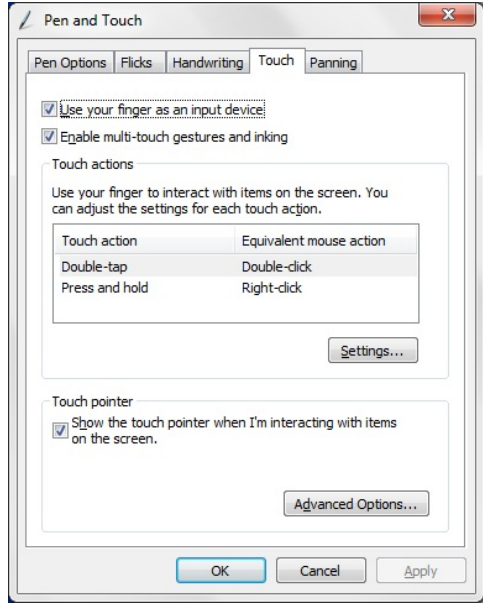 Pen and Touch
Pen Options Flicks Handwriting Touch Panning
Use your finger as an input device
Enable multi-touch gestures and inking
Touch actions
Use your finger to interact with items on the screen. You
can adjust the settings for each touch action.
Touch action Equivalent mouse action
Double-tap Double-click
Press and hold Right-click
Settings...
Touch pointer
Show the touch pointer when I'm interacting with items
on the screen.
Advanced Options...
OK Cancel Apply